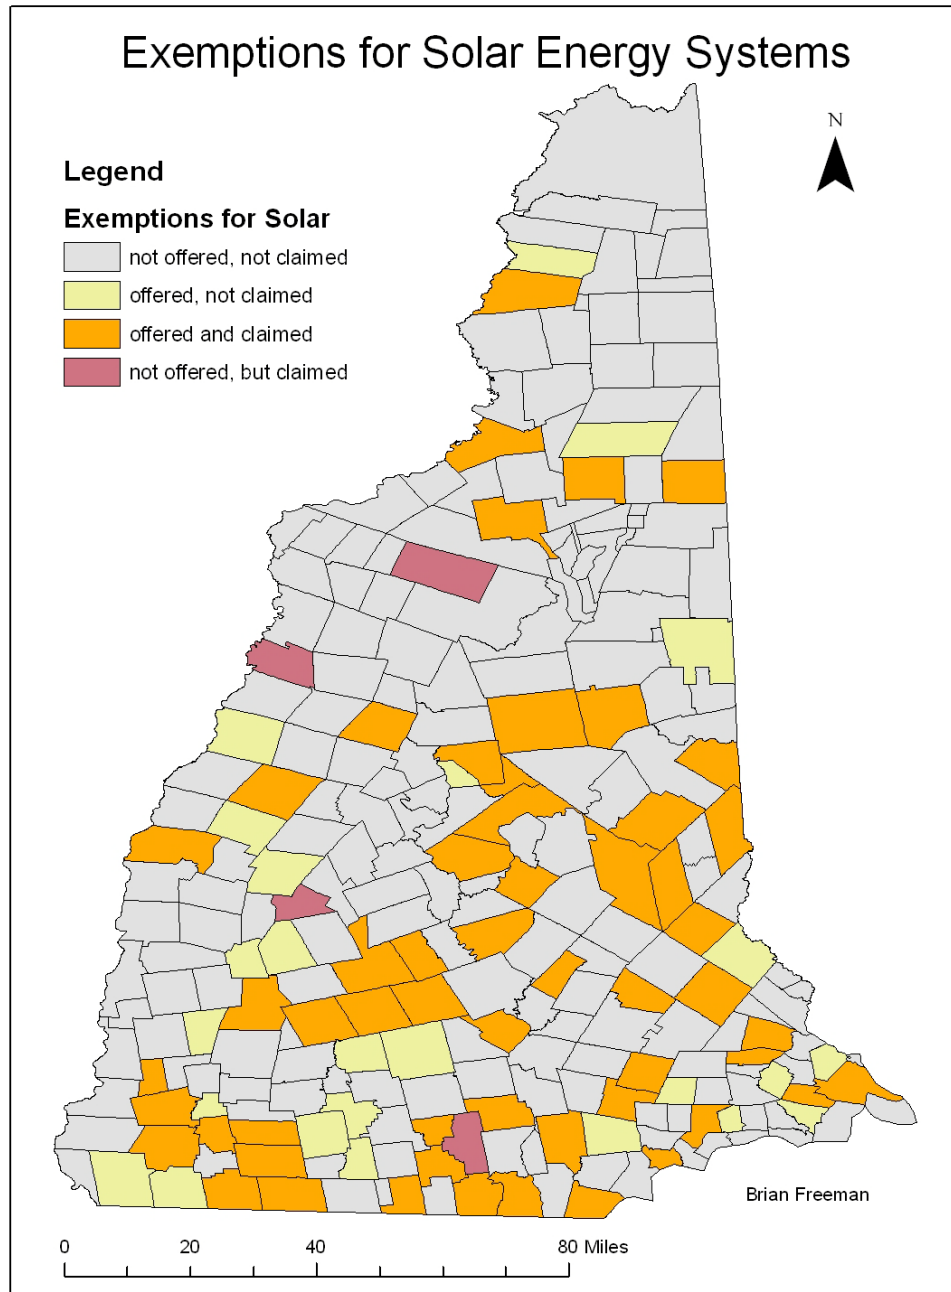 Exemptions for Solar Energy Systems
N
Legend
Exemptions for Solar
not offered, not claimed
offered, not claimed
offered and claimed
not offered, but claimed
Brian Freeman
0 20 40 80 Miles